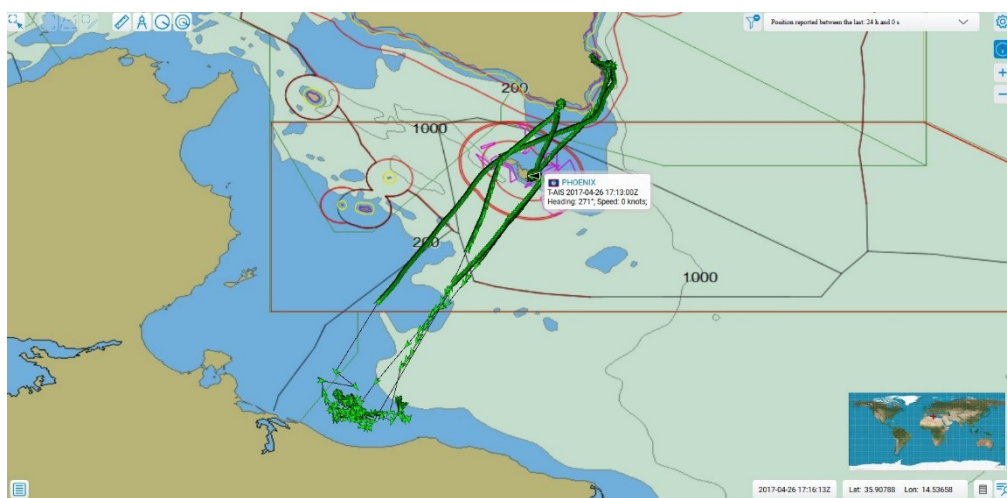 Position reported between the last: 24 h and 0 s
200
1000
PHOENIX
T-AIS 2017-04-26 17:13:00Z
Heading: 271°; Speed: 0 knots;
200
1000
2017-04-26 17:16:13Z
Lat: 35.90788 Lon: 14.53658